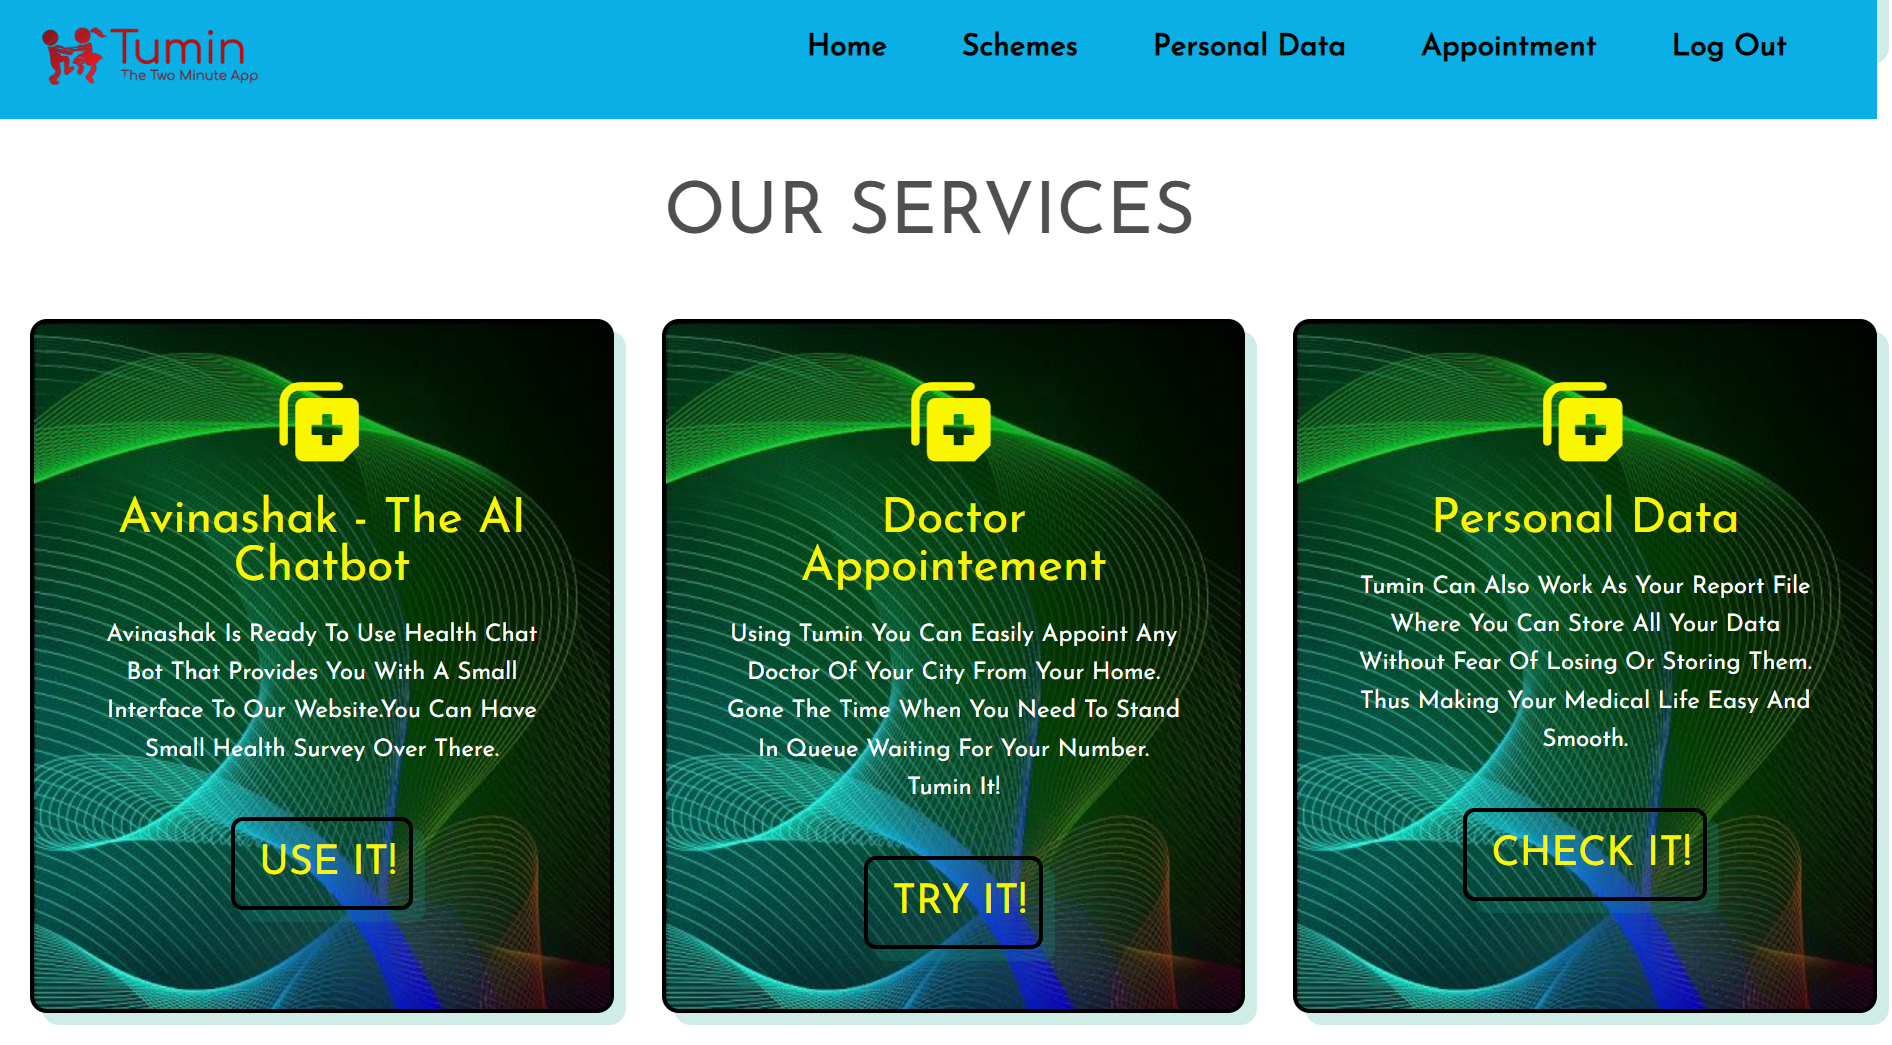 Tumin
The Two Minute App
Home Schemes Personal Data Appointment Log Out
OUR SERVICES
Avinashak - The AI
Chatbot
Avinashak Is Ready To Use Health Chat
Bot That Provides You With A Small
Interface To Our Website.You Can Have
Small Health Survey Over There.
USE IT!
Doctor
Appointement
Using Tumin You Can Easily Appoint Any
Doctor Of Your City From Your Home.
Gone The Time When You Need To Stand
In Queue Waiting For Your Number.
Tumin It!
TRY IT!
Personal Data
Tumin Can Also Work As Your Report File
Where You Can Store All Your Data
Without Fear Of Losing Or Storing Them.
Thus Making Your Medical Life Easy And
Smooth.
CHECK IT!